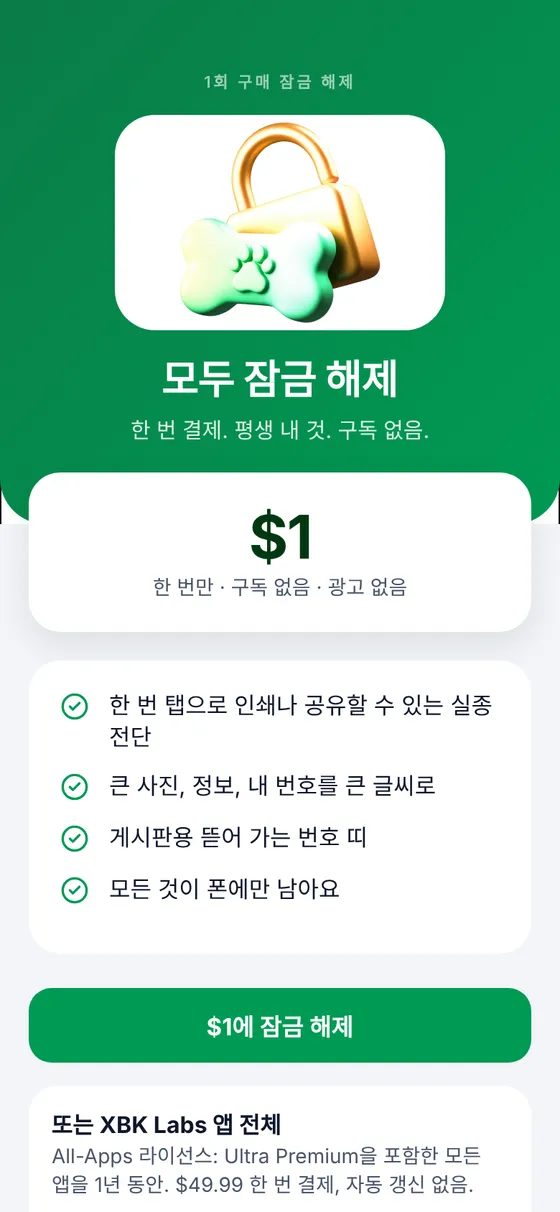 1회 구매 잠금 해제
모두 잠금 해제
한 번 결제. 평생 내 것. 구독 없음.
$1
한 번만 · 구독 없음 · 광고 없음
한 번 탭으로 인쇄나 공유할 수 있는 실종
전단
큰 사진, 정보, 내 번호를 큰 글씨로
게시판용 뜯어 가는 번호 띠
모든 것이 폰에만 남아요
$1에 잠금 해제
또는 XBK Labs 앱 전체
All-Apps 라이선스: Ultra Premium을 포함한 모든
앱을 1년 동안. $49.99 한 번 결제, 자동 갱신 없음.